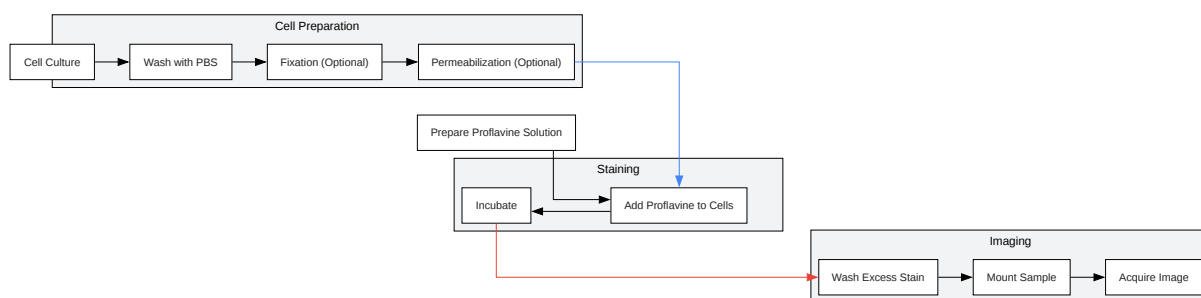 Cell Preparation
Cell Culture
Wash with PBS
Fixation (Optional)
Permeabilization (Optional)
Prepare Proflavine Solution
Staining
Incubate
Add Proflavine to Cells
Imaging
Wash Excess Stain
Mount Sample
Acquire Image